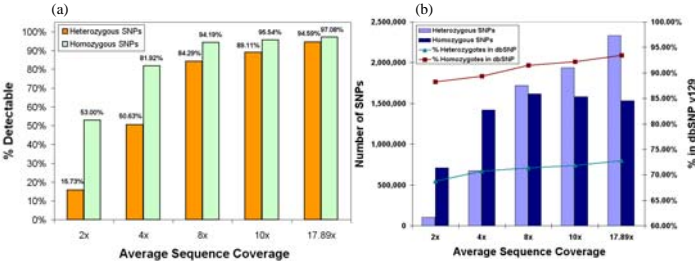 (a)
Heterozygous SNPs
Homozygous SNPs
% Detectable
100%
90%
80%
70%
60%
50%
40%
30%
20%
10%
0%
53.00%
50.63%
81.92%
84.29%
94.19%
89.11%
95.54%
94.59%
97.08%
2x
4x
8x
10x
17.89x
Average Sequence Coverage
(b)
Heterozygous SNPs
Homozygous SNPs
% Heterozygotes in dbSNP
% Homozygotes in dbSNP
Number of SNPs
2,500,000
2,000,000
1,500,000
1,000,000
500,000
0
% in dbSNP v129
100.00%
95.00%
90.00%
85.00%
80.00%
75.00%
70.00%
65.00%
60.00%
2x
4x
8x
10x
17.89x
Average Sequence Coverage